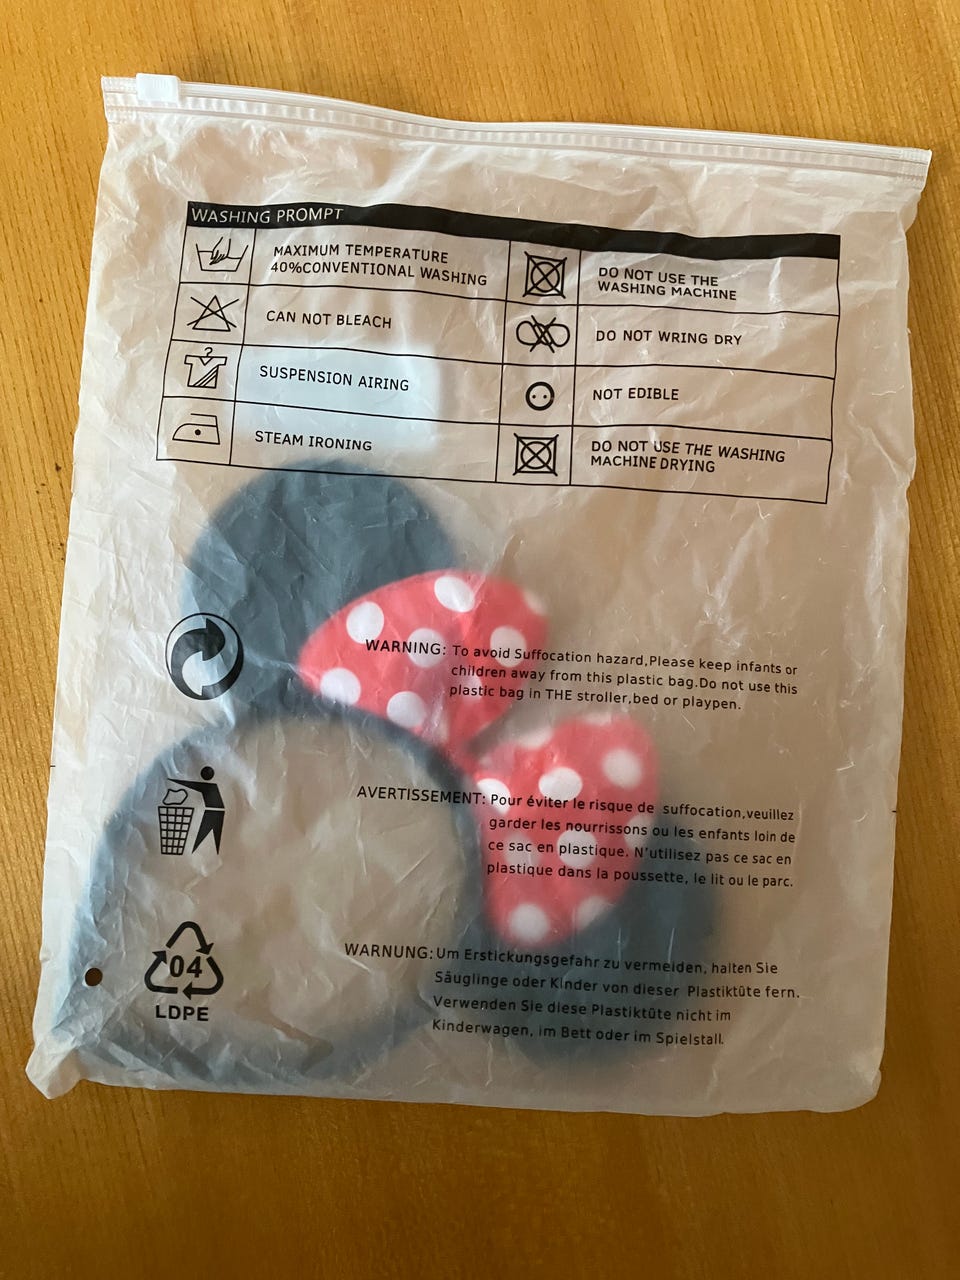 WASHING PROMPT
MAXIMUM TEMPERATURE
40%CONVENTIONAL WASHING
DO NOT USE THE
WASHING MACHINE
CAN NOT BLEACH
DO NOT WRING DRY
SUSPENSION AIRING
NOT EDIBLE
STEAM IRONING
DO NOT USE THE WASHING
MACHINE DRYING
WARNING: To avoid Suffocation hazard,Please keep infants or
children away from this plastic bag.Do not use this
plastic bag in THE stroller,bed or playpen.
AVERTISSEMENT: Pour éviter le risque de suffocation,veuillez
garder les nourrissons ou les enfants loin de
ce sac en plastique. N'utilisez pas ce sac en
plastique dans la poussette, le lit ou le parc.
WARNUNG: Um Erstickungsgefahr zu vermeiden, halten Sie
Säuglinge oder Kinder von dieser Plastiktüte fern.
Verwenden Sie diese Plastiktüte nicht im
Kinderwagen, im Bett oder im Spielstall.
04
LDPE